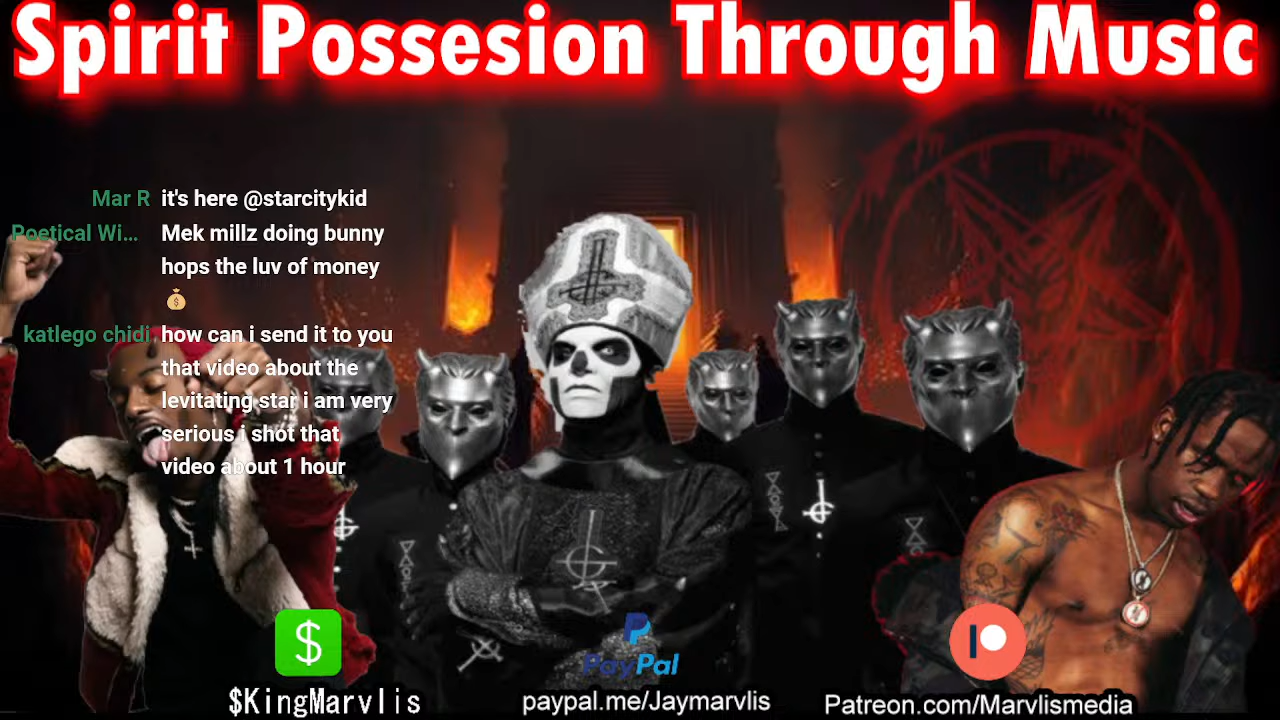 Spirit Possesion Through Music
Mar R it's here @starcitykid
Poetical Wi... Mek millz doing bunny
hops the luv of money
katlego chidi how can i send it to you
that video about the
levitating star i am very
serious i shot that
video about 1 hour
$
PayPal
$KingMarvlis
paypal.me/Jaymarvlis
Patreon.com/Marvlismedia